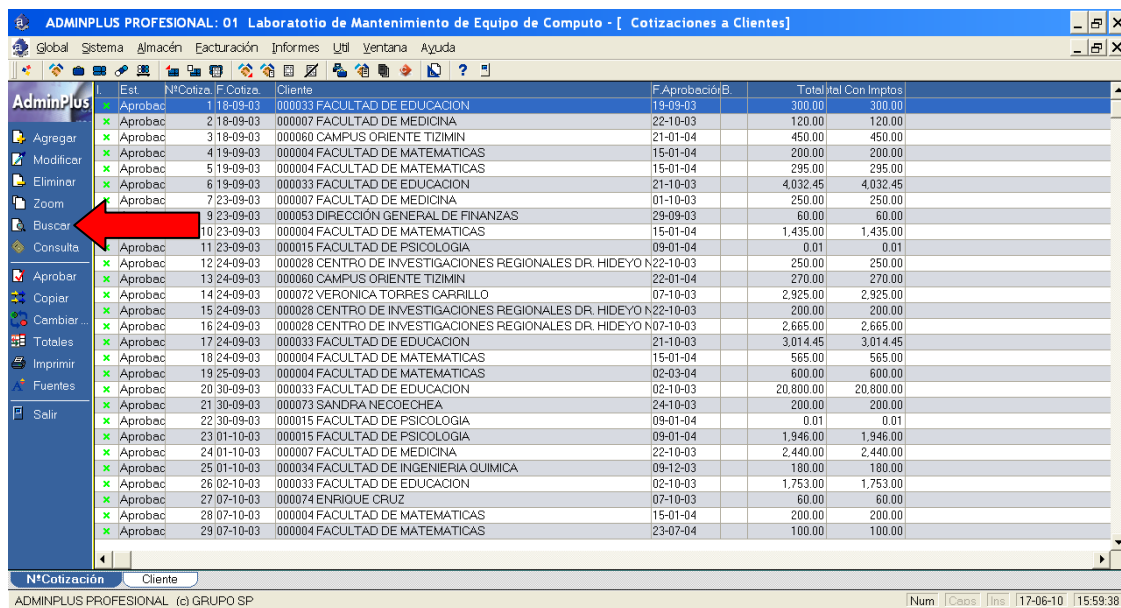 ADMINPLUS PROFESIONAL: 01 Laboratotio de Mantenimiento de Equipo de Computo - [ Cotizaciones a Clientes]
Global Sistema Almacén Facturación Informes Util Ventana Ayuda
AdminPlus
Agregar
Modificar
Eliminar
Zoom
Buscar
Consulta
Aprobar
Copiar
Cambiar...
Totales
Imprimir
Fuentes
Salir
I. Est. NºCotiza. F.Cotiza. Cliente F.Aprobación B. Total tal Con Imptos
Aprobac 1 18-09-03 000033 FACULTAD DE EDUCACION 19-09-03 300.00 300.00
Aprobac 2 18-09-03 000007 FACULTAD DE MEDICINA 22-10-03 120.00 120.00
Aprobac 3 18-09-03 000060 CAMPUS ORIENTE TIZIMIN 21-01-04 450.00 450.00
Aprobac 4 19-09-03 000004 FACULTAD DE MATEMATICAS 15-01-04 200.00 200.00
Aprobac 5 19-09-03 000004 FACULTAD DE MATEMATICAS 15-01-04 295.00 295.00
Aprobac 6 19-09-03 000033 FACULTAD DE EDUCACION 21-10-03 4,032.45 4,032.45
Aprobac 7 23-09-03 000007 FACULTAD DE MEDICINA 01-10-03 250.00 250.00
9 23-09-03 000053 DIRECCIÓN GENERAL DE FINANZAS 29-09-03 60.00 60.00
10 23-09-03 000004 FACULTAD DE MATEMATICAS 15-01-04 1,435.00 1,435.00
Aprobac 11 23-09-03 000015 FACULTAD DE PSICOLOGIA 09-01-04 0.01 0.01
Aprobac 12 24-09-03 000028 CENTRO DE INVESTIGACIONES REGIONALES DR. HIDEYO N 22-10-03 250.00 250.00
Aprobac 13 24-09-03 000060 CAMPUS ORIENTE TIZIMIN 22-01-04 270.00 270.00
Aprobac 14 24-09-03 000072 VERONICA TORRES CARRILLO 07-10-03 2,925.00 2,925.00
Aprobac 15 24-09-03 000028 CENTRO DE INVESTIGACIONES REGIONALES DR. HIDEYO N 22-10-03 200.00 200.00
Aprobac 16 24-09-03 000028 CENTRO DE INVESTIGACIONES REGIONALES DR. HIDEYO N 07-10-03 2,665.00 2,665.00
Aprobac 17 24-09-03 000033 FACULTAD DE EDUCACION 21-10-03 3,014.45 3,014.45
Aprobac 18 24-09-03 000004 FACULTAD DE MATEMATICAS 15-01-04 565.00 565.00
Aprobac 19 25-09-03 000004 FACULTAD DE MATEMATICAS 02-03-04 600.00 600.00
Aprobac 20 30-09-03 000033 FACULTAD DE EDUCACION 02-10-03 20,800.00 20,800.00
Aprobac 21 30-09-03 000073 SANDRA NECOECHEA 24-10-03 200.00 200.00
Aprobac 22 30-09-03 000015 FACULTAD DE PSICOLOGIA 09-01-04 0.01 0.01
Aprobac 23 01-10-03 000015 FACULTAD DE PSICOLOGIA 09-01-04 1,946.00 1,946.00
Aprobac 24 01-10-03 000007 FACULTAD DE MEDICINA 22-10-03 2,440.00 2,440.00
Aprobac 25 01-10-03 000034 FACULTAD DE INGENIERIA QUIMICA 09-12-03 180.00 180.00
Aprobac 26 02-10-03 000033 FACULTAD DE EDUCACION 02-10-03 1,753.00 1,753.00
Aprobac 27 07-10-03 000074 ENRIQUE CRUZ 07-10-03 60.00 60.00
Aprobac 28 07-10-03 000004 FACULTAD DE MATEMATICAS 15-01-04 200.00 200.00
Aprobac 29 07-10-03 000004 FACULTAD DE MATEMATICAS 23-07-04 100.00 100.00
NºCotización Cliente
ADMINPLUS PROFESIONAL (c) GRUPO SP Num Caps Ins 17-06-10 15:59:38